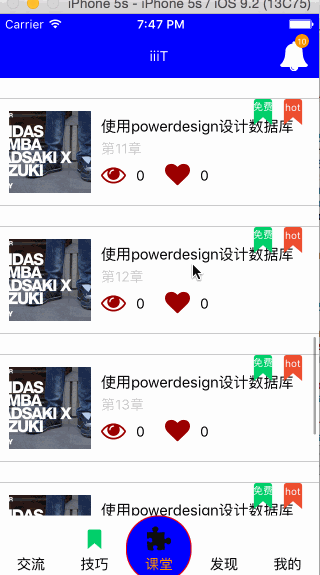 iPhone 5s - iPhone 5s / iOS 9.2 (13C75)
Carrier 7:47 PM
iiiT
10
免费 hot
使用powerdesign设计数据库
第11章
0 0
IDAS
MBA
ADSAKI X
ZUKI
免费 hot
使用powerdesign设计数据库
第12章
0 0
IDAS
MBA
ADSAKI X
ZUKI
免费 hot
使用powerdesign设计数据库
第13章
0 0
IDAS
MBA
ADSAKI X
ZUKI
免费 hot
使用powerdesign设计数据库
IDAS
交流 技巧 课堂 发现 我的